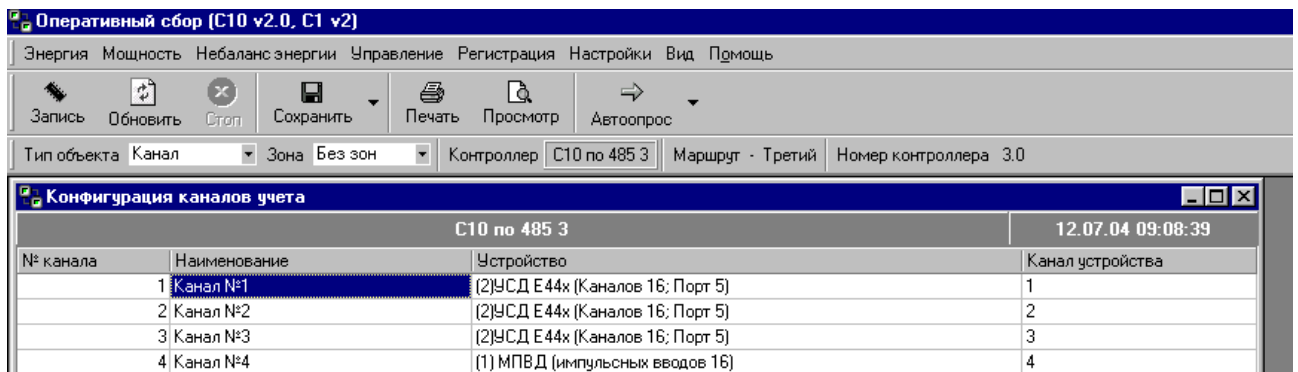 Оперативный сбор (C10 v2.0, C1 v2)
Энергия Мощность Небаланс энергии Управление Регистрация Настройки Вид Помощь
Запись Обновить Стоп Сохранить Печать Просмотр Автоопрос
Тип объекта Канал Зона Без зон Контроллер С10 по 485 3 Маршрут - Третий Номер контроллера 3.0
Конфигурация каналов учета
С10 по 485 3 12.07.04 09:08:39
№ канала Наименование Устройство Канал устройства
1 Канал №1 (2)УСД Е44х (Каналов 16; Порт 5) 1
2 Канал №2 (2)УСД Е44х (Каналов 16; Порт 5) 2
3 Канал №3 (2)УСД Е44х (Каналов 16; Порт 5) 3
4 Канал №4 (1) МПВД (импульсных вводов 16) 4